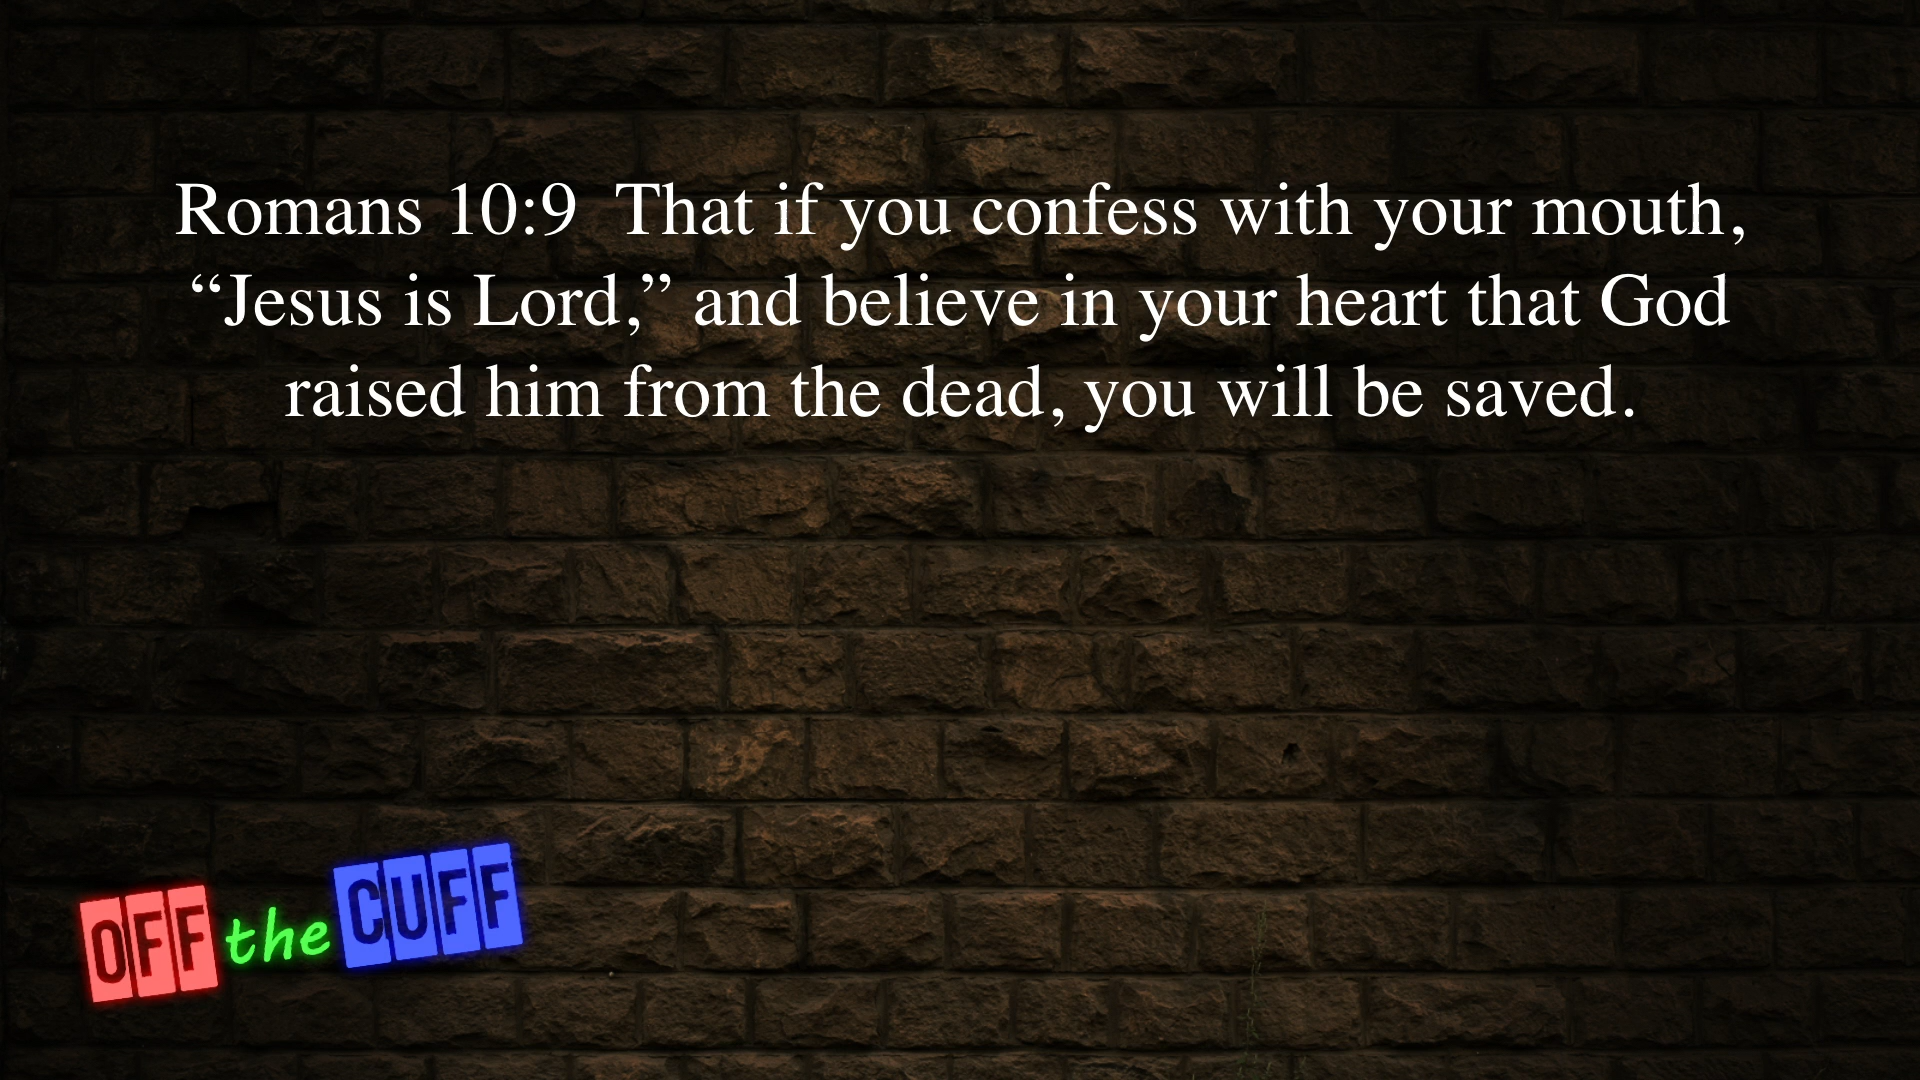 Romans 10:9  That if you confess with your mouth,
“Jesus is Lord,” and believe in your heart that God
raised him from the dead, you will be saved.
OFF the CUFF